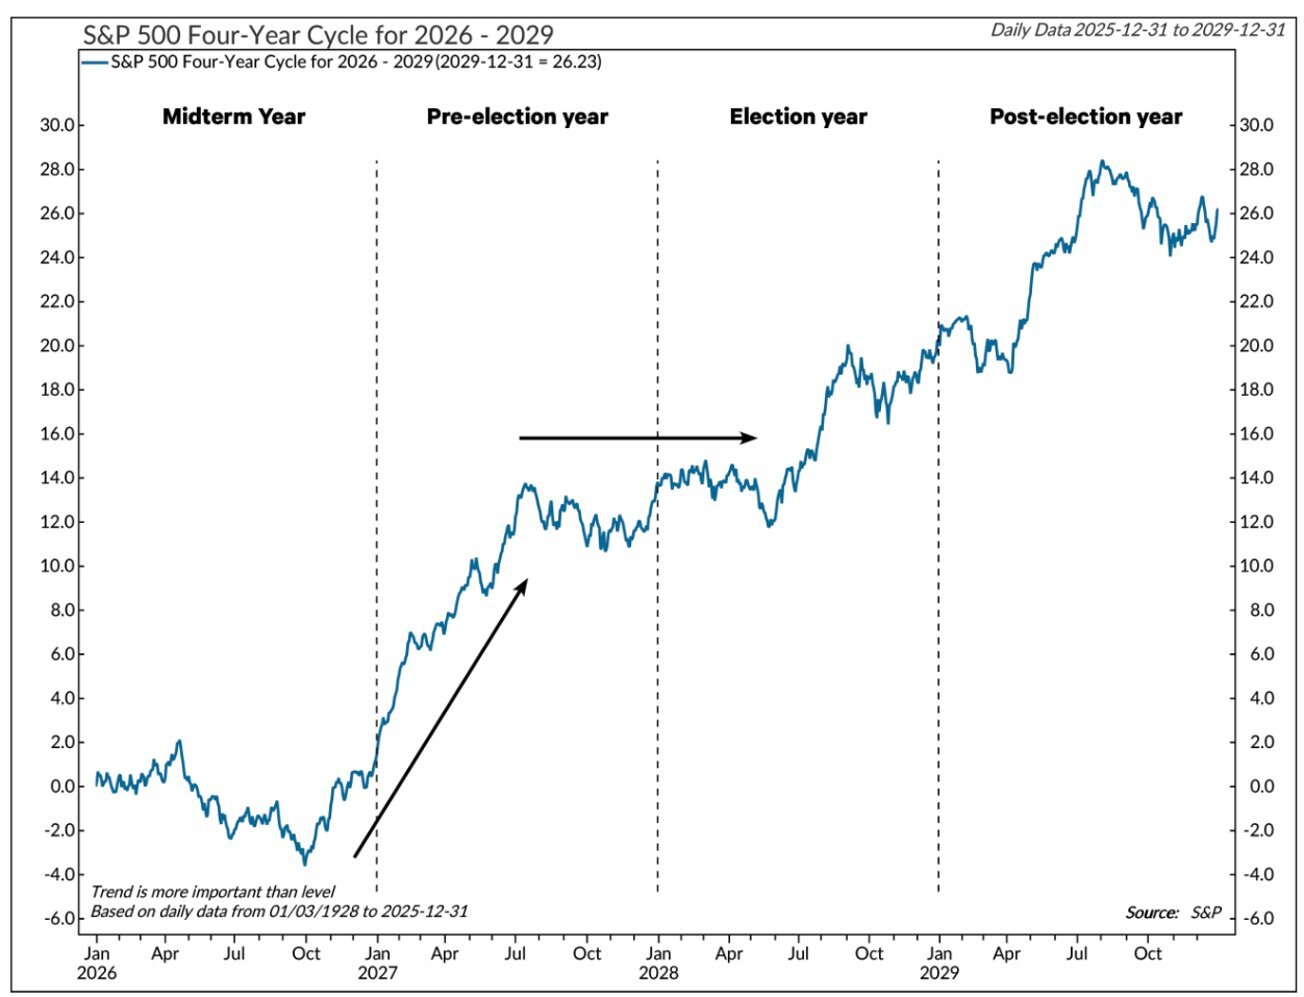 S&P 500 Four-Year Cycle for 2026 - 2029
Daily Data 2025-12-31 to 2029-12-31
S&P 500 Four-Year Cycle for 2026 - 2029 (2029-12-31 = 26.23)
Midterm Year Pre-election year Election year Post-election year
30.0 30.0
28.0 28.0
26.0 26.0
24.0 24.0
22.0 22.0
20.0 20.0
18.0 18.0
16.0 16.0
14.0 14.0
12.0 12.0
10.0 10.0
8.0 8.0
6.0 6.0
4.0 4.0
2.0 2.0
0.0 0.0
-2.0 -2.0
-4.0 -4.0
-6.0 -6.0
Trend is more important than level
Based on daily data from 01/03/1928 to 2025-12-31
Source: S&P
Jan Apr Jul Oct Jan Apr Jul Oct Jan Apr Jul Oct Jan Apr Jul Oct
2026 2027 2028 2029